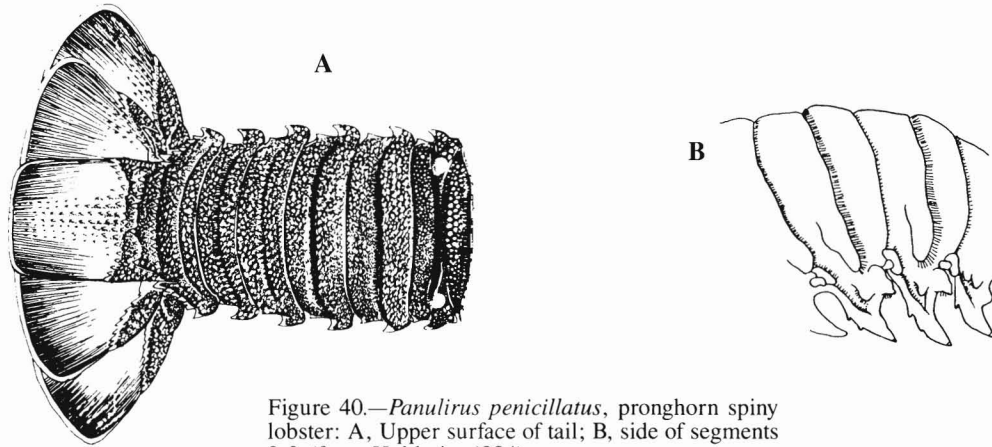 A
B
Figure 40.—Panulirus penicillatus, pronghorn spiny
lobster: A, Upper surface of tail; B, side of segments